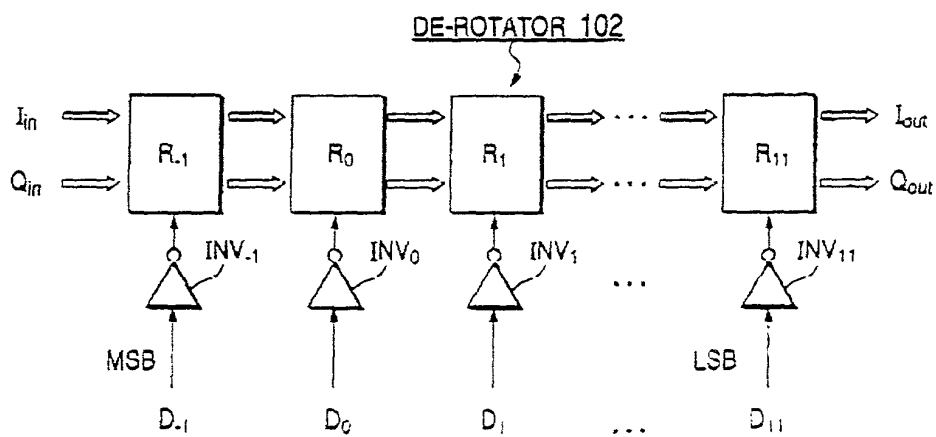 DE-ROTATOR 102
I_in R_-1 R_0 R_1 ... R_11 I_out
Q_in ... Q_out
INV_-1 INV_0 INV_1 INV_11
...
MSB LSB
D_-1 D_0 D_1 ... D_11